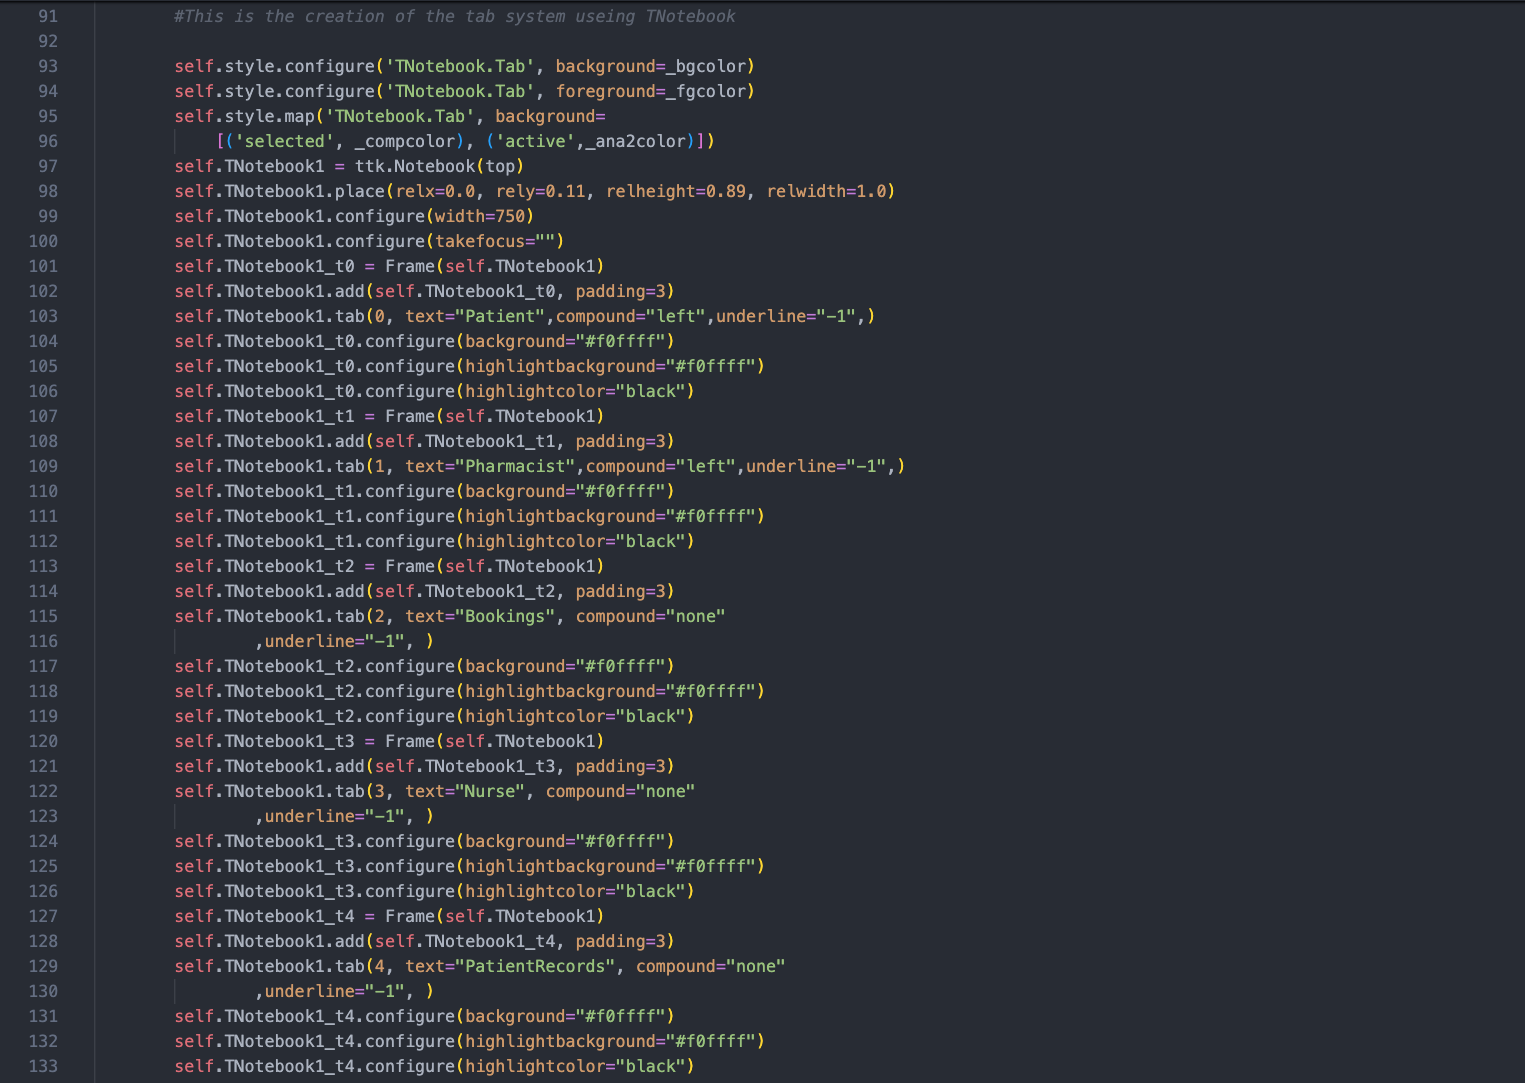 91 #This is the creation of the tab system useing TNotebook
92
93 self.style.configure('TNotebook.Tab', background=_bgcolor)
94 self.style.configure('TNotebook.Tab', foreground=_fgcolor)
95 self.style.map('TNotebook.Tab', background=
96 [('selected', _compcolor), ('active',_ana2color)])
97 self.TNotebook1 = ttk.Notebook(top)
98 self.TNotebook1.place(relx=0.0, rely=0.11, relheight=0.89, relwidth=1.0)
99 self.TNotebook1.configure(width=750)
100 self.TNotebook1.configure(takefocus="")
101 self.TNotebook1_t0 = Frame(self.TNotebook1)
102 self.TNotebook1.add(self.TNotebook1_t0, padding=3)
103 self.TNotebook1.tab(0, text="Patient",compound="left",underline="-1",)
104 self.TNotebook1_t0.configure(background="#f0ffff")
105 self.TNotebook1_t0.configure(highlightbackground="#f0ffff")
106 self.TNotebook1_t0.configure(highlightcolor="black")
107 self.TNotebook1_t1 = Frame(self.TNotebook1)
108 self.TNotebook1.add(self.TNotebook1_t1, padding=3)
109 self.TNotebook1.tab(1, text="Pharmacist",compound="left",underline="-1",)
110 self.TNotebook1_t1.configure(background="#f0ffff")
111 self.TNotebook1_t1.configure(highlightbackground="#f0ffff")
112 self.TNotebook1_t1.configure(highlightcolor="black")
113 self.TNotebook1_t2 = Frame(self.TNotebook1)
114 self.TNotebook1.add(self.TNotebook1_t2, padding=3)
115 self.TNotebook1.tab(2, text="Bookings", compound="none"
116 ,underline="-1", )
117 self.TNotebook1_t2.configure(background="#f0ffff")
118 self.TNotebook1_t2.configure(highlightbackground="#f0ffff")
119 self.TNotebook1_t2.configure(highlightcolor="black")
120 self.TNotebook1_t3 = Frame(self.TNotebook1)
121 self.TNotebook1.add(self.TNotebook1_t3, padding=3)
122 self.TNotebook1.tab(3, text="Nurse", compound="none"
123 ,underline="-1", )
124 self.TNotebook1_t3.configure(background="#f0ffff")
125 self.TNotebook1_t3.configure(highlightbackground="#f0ffff")
126 self.TNotebook1_t3.configure(highlightcolor="black")
127 self.TNotebook1_t4 = Frame(self.TNotebook1)
128 self.TNotebook1.add(self.TNotebook1_t4, padding=3)
129 self.TNotebook1.tab(4, text="PatientRecords", compound="none"
130 ,underline="-1", )
131 self.TNotebook1_t4.configure(background="#f0ffff")
132 self.TNotebook1_t4.configure(highlightbackground="#f0ffff")
133 self.TNotebook1_t4.configure(highlightcolor="black")